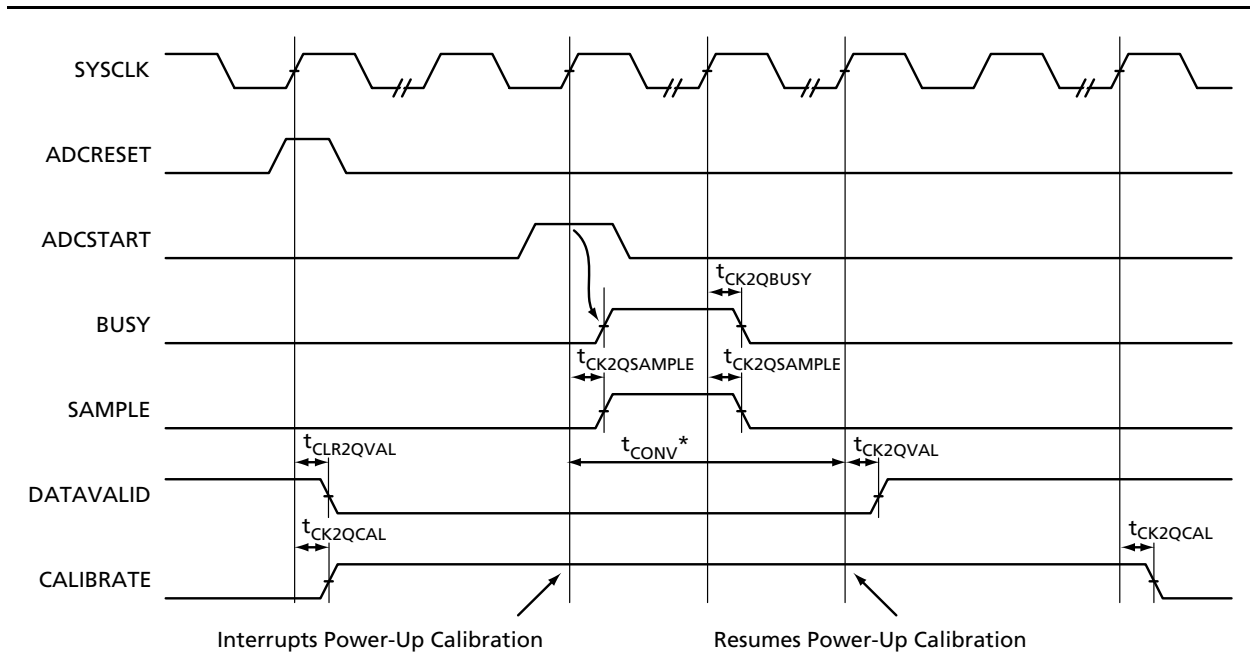 SYSCLK
ADCRESET
ADCSTART
tCK2QBUSY
BUSY
tCK2QSAMPLE tCK2QSAMPLE
SAMPLE
tCLR2QVAL tCONV* tCK2QVAL
DATAVALID
tCK2QCAL tCK2QCAL
CALIBRATE
Interrupts Power-Up Calibration Resumes Power-Up Calibration